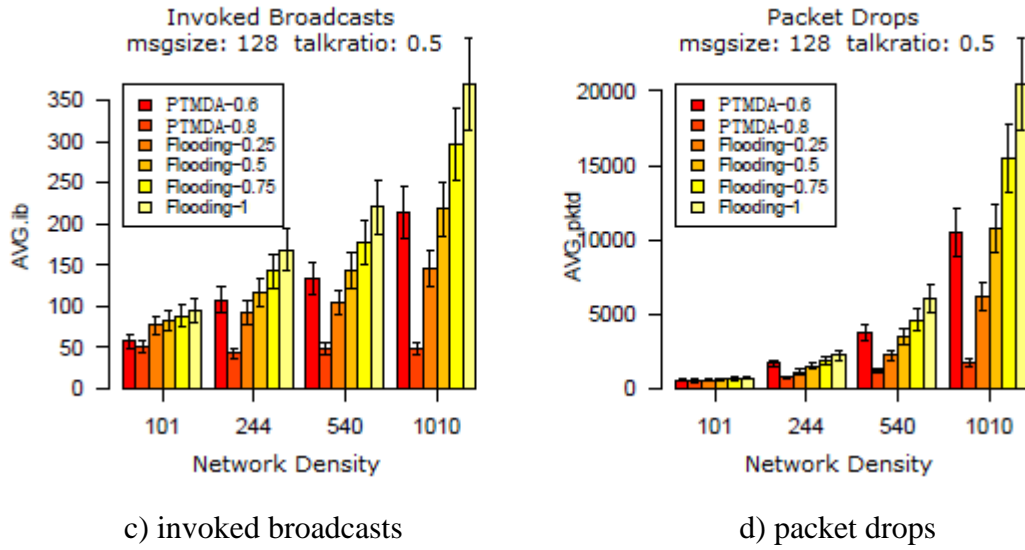 Invoked Broadcasts
msgsize: 128 talkratio: 0.5
AVG.ib
350
300
250
200
150
100
50
0
PTMDA-0.6
PTMDA-0.8
Flooding-0.25
Flooding-0.5
Flooding-0.75
Flooding-1
101 244 540 1010
Network Density
c) invoked broadcasts
Packet Drops
msgsize: 128 talkratio: 0.5
AVG.pktd
20000
15000
10000
5000
0
PTMDA-0.6
PTMDA-0.8
Flooding-0.25
Flooding-0.5
Flooding-0.75
Flooding-1
101 244 540 1010
Network Density
d) packet drops